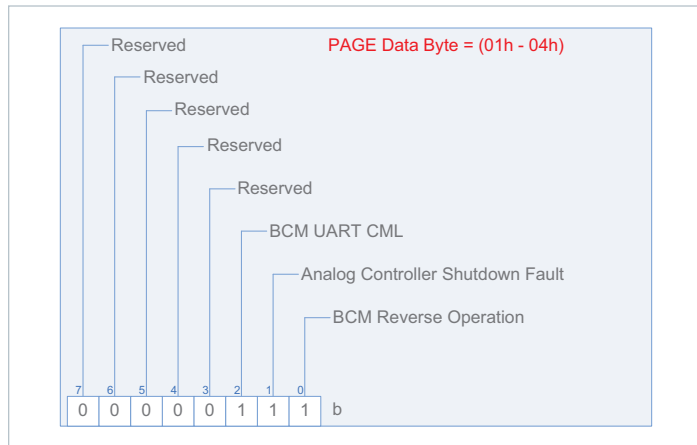 Reserved PAGE Data Byte = (01h - 04h)
Reserved
Reserved
Reserved
Reserved
BCM UART CML
Analog Controller Shutdown Fault
BCM Reverse Operation
7 6 5 4 3 2 1 0
0 0 0 0 0 1 1 1 b